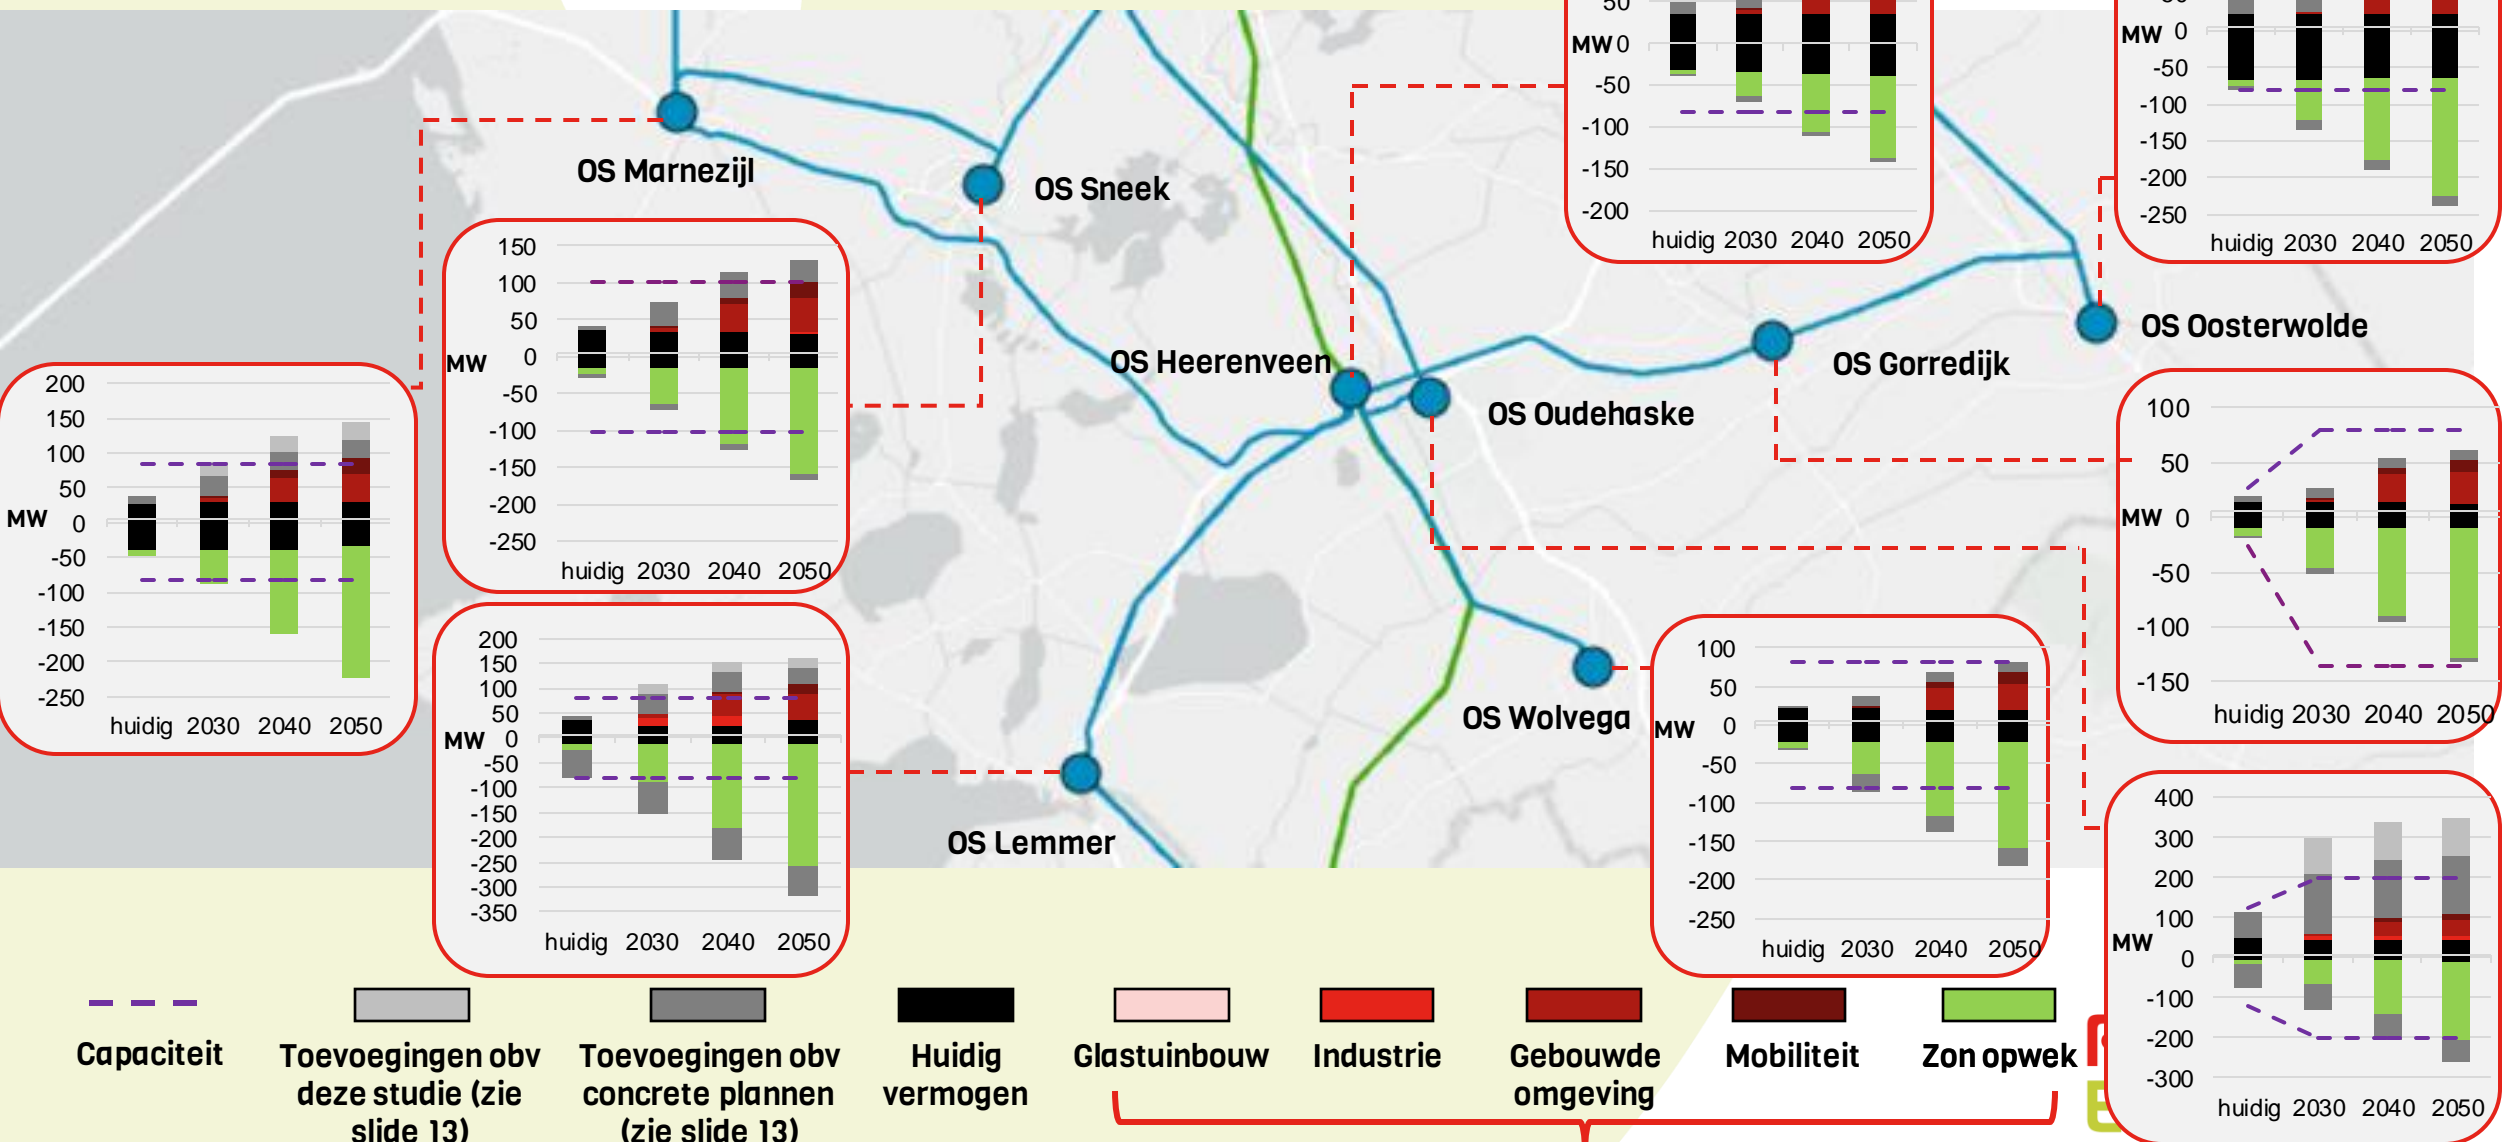 50
MW 0
-50
-100
-150
-200
huidig 2030 2040 2050
MW 0
-50
-100
-150
-200
-250
huidig 2030 2040 2050
OS Marnezijl
OS Sneek
150
100
50
MW 0
-50
-100
-150
-200
-250
huidig 2030 2040 2050
OS Heerenveen
OS Oudehaske
OS Gorredijk
OS Oosterwolde
200
150
100
50
MW 0
-50
-100
-150
-200
-250
huidig 2030 2040 2050
100
50
MW 0
-50
-100
-150
huidig 2030 2040 2050
200
150
100
50
MW 0
-50
-100
-150
-200
-250
-300
-350
huidig 2030 2040 2050
OS Lemmer
OS Wolvega
100
50
MW 0
-50
-100
-150
-200
-250
huidig 2030 2040 2050
400
300
200
100
MW 0
-100
-200
-300
huidig 2030 2040 2050
Capaciteit
Toevoegingen obv
deze studie (zie
slide 13)
Toevoegingen obv
concrete plannen
(zie slide 13)
Huidig
vermogen
Glastuinbouw
Industrie
Gebouwde
omgeving
Mobiliteit
Zon opwek